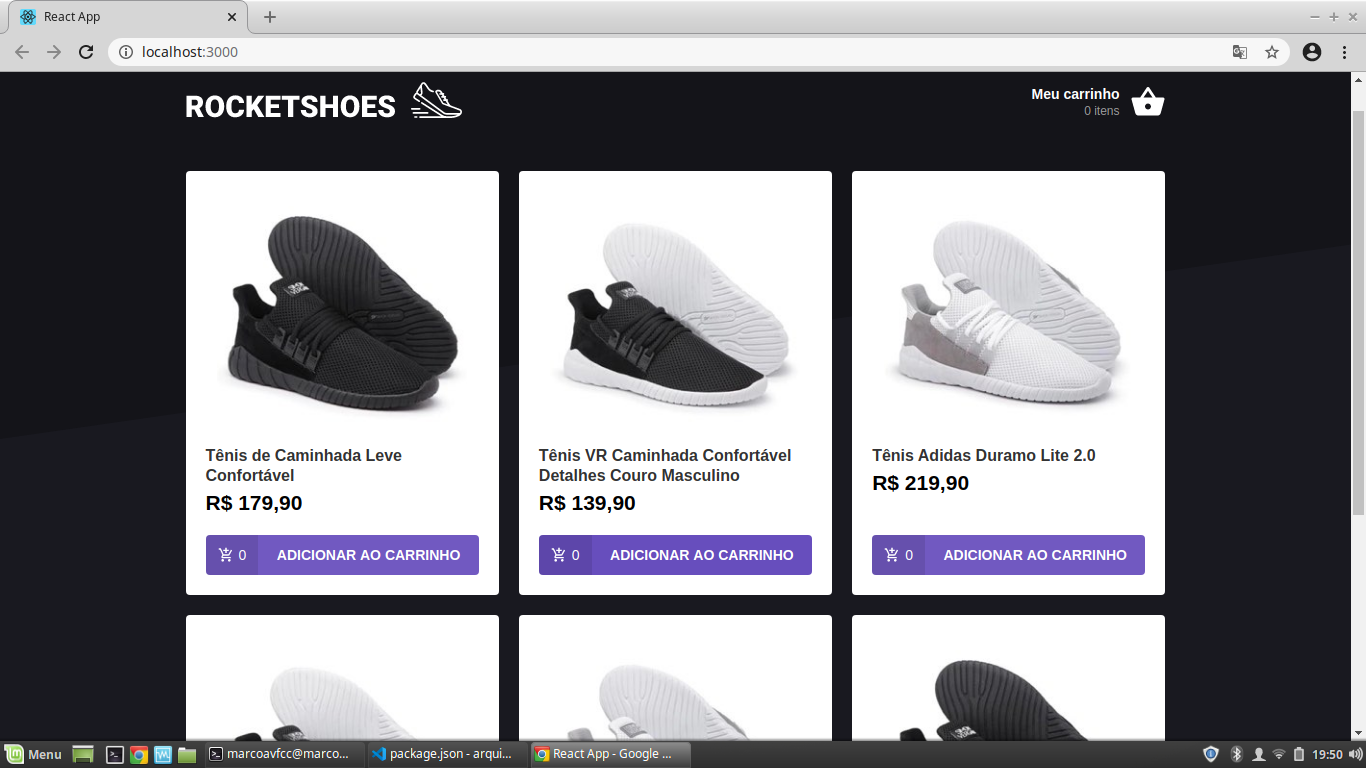 React App
localhost:3000
ROCKETSHOES
Meu carrinho
0 itens
Tênis de Caminhada Leve
Confortável
R$ 179,90
0 ADICIONAR AO CARRINHO
Tênis VR Caminhada Confortável
Detalhes Couro Masculino
R$ 139,90
0 ADICIONAR AO CARRINHO
Tênis Adidas Duramo Lite 2.0
R$ 219,90
0 ADICIONAR AO CARRINHO
Menu
marcoavfcc@marco...
package.json - arqui...
React App - Google ...
19:50